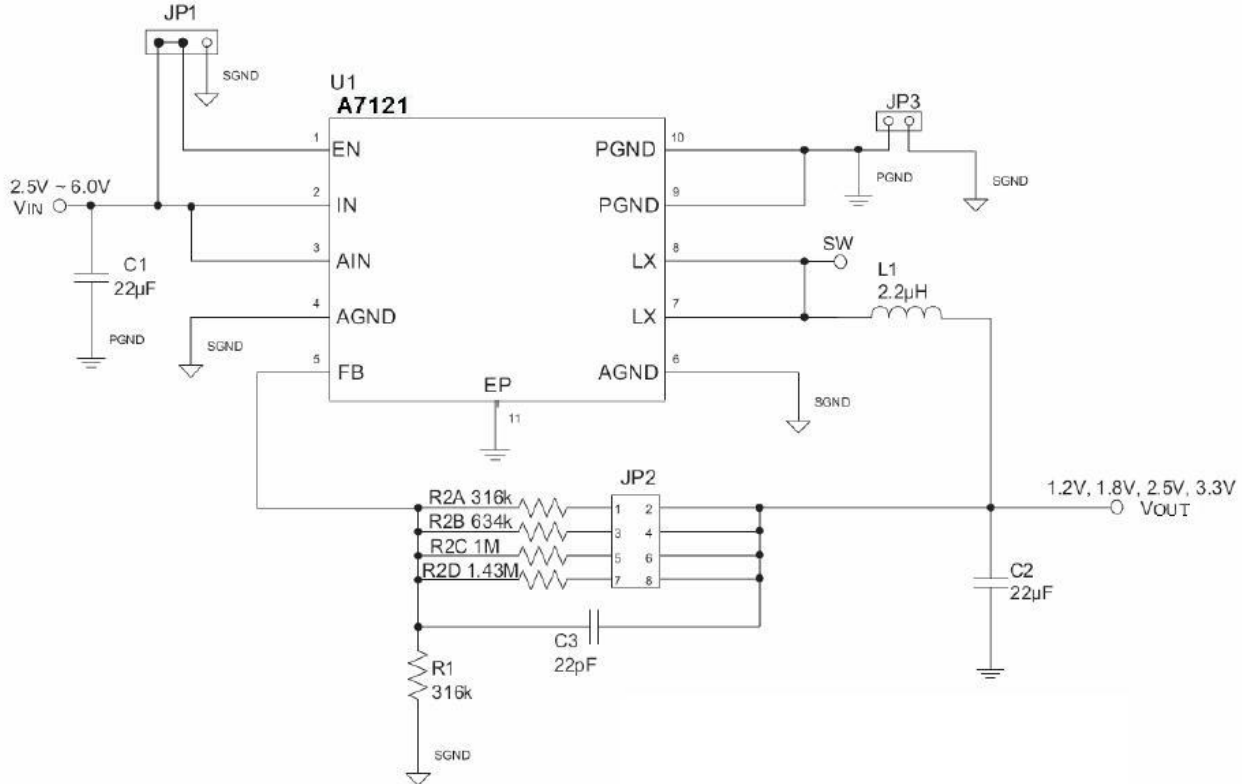 JP1
SGND
U1
A7121
JP3
1 EN
PGND 10
PGND
SGND
2.5V ~ 6.0V
VIN
2 IN
PGND 9
SW
3 AIN
LX 8
L1
2.2µH
C1
22µF
4 AGND
LX 7
PGND
SGND
5 FB
AGND 6
EP
SGND
11
JP2
R2A 316k
1 2
R2B 634k
3 4
R2C 1M
5 6
R2D 1.43M
7 8
1.2V, 1.8V, 2.5V, 3.3V
VOUT
C2
22µF
C3
22pF
R1
316k
SGND